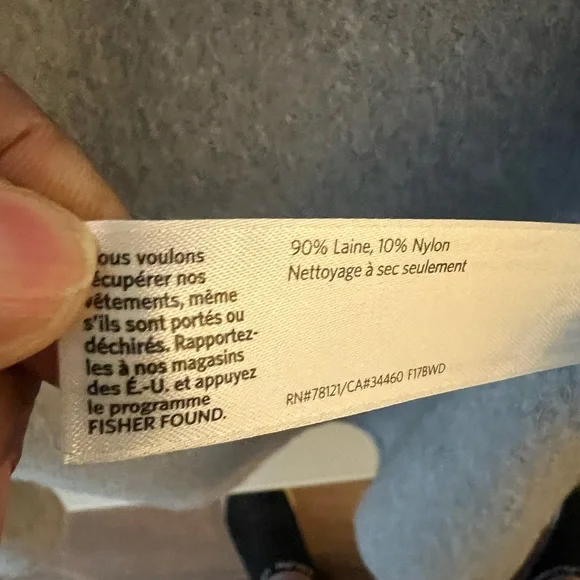 ous voulons
écupérer nos
vêtements, même
s'ils sont portés ou
déchirés. Rapportez-
les à nos magasins
des É.-U. et appuyez
le programme
FISHER FOUND.
90% Laine, 10% Nylon
Nettoyage à sec seulement
RN#78121/CA#34460 F17BWD